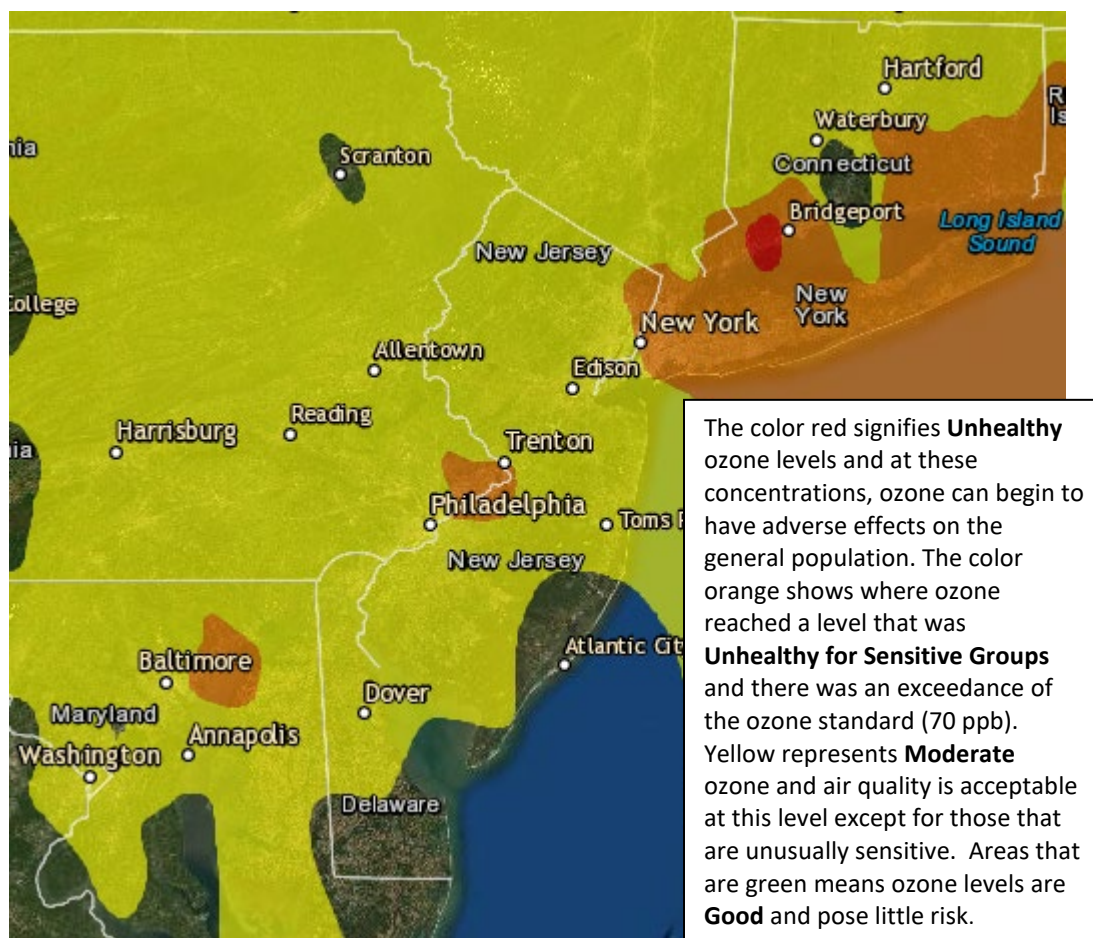 Hartford
R
Is
Waterbury
nia
Scranton
Connecticut
Bridgeport
Long Island
Sound
New Jersey
College
New
York
New York
Allentown
Edison
Reading
Harrisburg
nia
Trenton
Philadelphia
Toms R
New Jersey
Atlantic Cit
Baltimore
Dover
Maryland
Annapolis
Washington
Delaware
The color red signifies Unhealthy
ozone levels and at these
concentrations, ozone can begin to
have adverse effects on the
general population. The color
orange shows where ozone
reached a level that was
Unhealthy for Sensitive Groups
and there was an exceedance of
the ozone standard (70 ppb).
Yellow represents Moderate
ozone and air quality is acceptable
at this level except for those that
are unusually sensitive.  Areas that
are green means ozone levels are
Good and pose little risk.